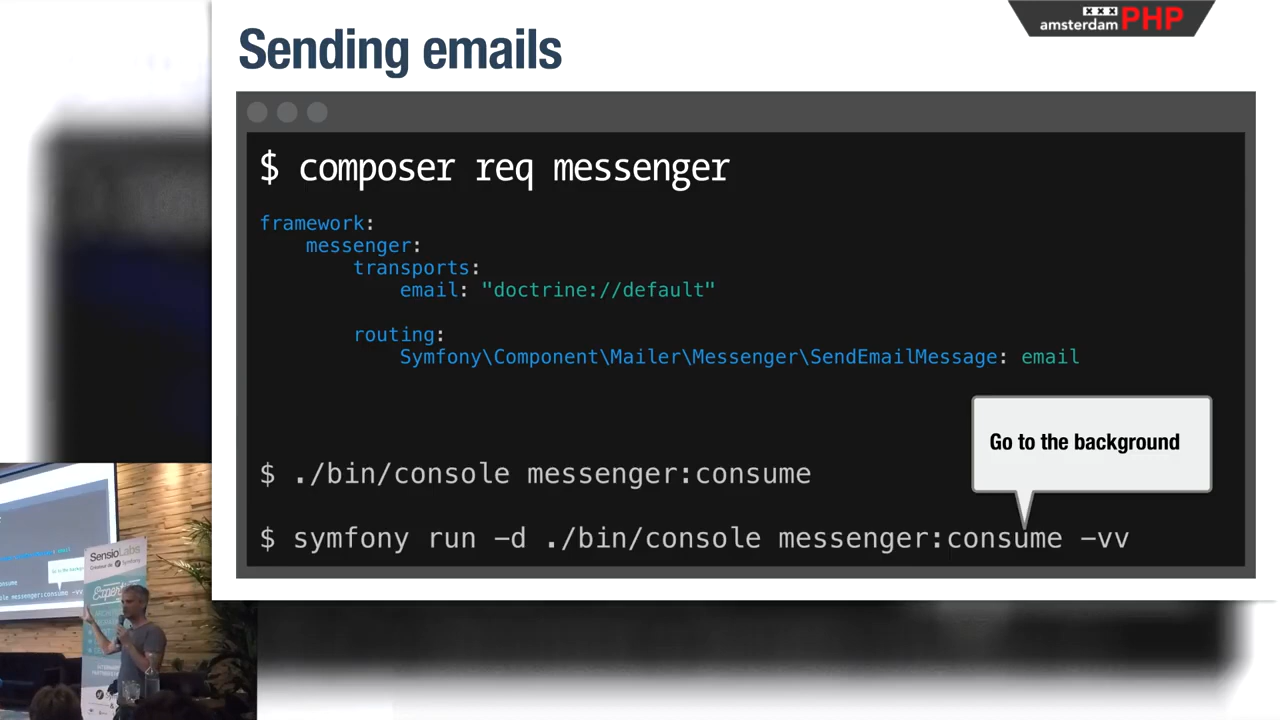 xxx
amsterdamPHP
Sending emails
$ composer req messenger
framework:
messenger:
transports:
email: "doctrine://default"
routing:
Symfony\Component\Mailer\Messenger\SendEmailMessage: email
Go to the background
$ ./bin/console messenger:consume
$ symfony run -d ./bin/console messenger:consume -vv
SensioLabs